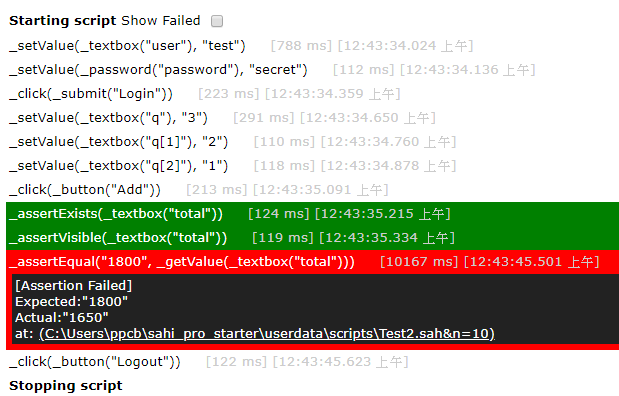 Starting script Show Failed
_setValue(_textbox("user"), "test") [788 ms] [12:43:34.024 上午]
_setValue(_password("password"), "secret") [112 ms] [12:43:34.136 上午]
_click(_submit("Login")) [223 ms] [12:43:34.359 上午]
_setValue(_textbox("q"), "3") [291 ms] [12:43:34.650 上午]
_setValue(_textbox("q[1]"), "2") [110 ms] [12:43:34.760 上午]
_setValue(_textbox("q[2]"), "1") [118 ms] [12:43:34.878 上午]
_click(_button("Add")) [213 ms] [12:43:35.091 上午]
_assertExists(_textbox("total")) [124 ms] [12:43:35.215 上午]
_assertVisible(_textbox("total")) [119 ms] [12:43:35.334 上午]
_assertEqual("1800", _getValue(_textbox("total"))) [10167 ms] [12:43:45.501 上午]
[Assertion Failed]
Expected:"1800"
Actual:"1650"
at: (C:\Users\ppcb\sahi_pro_starter\userdata\scripts\Test2.sah&n=10)
_click(_button("Logout")) [122 ms] [12:43:45.623 上午]
Stopping script